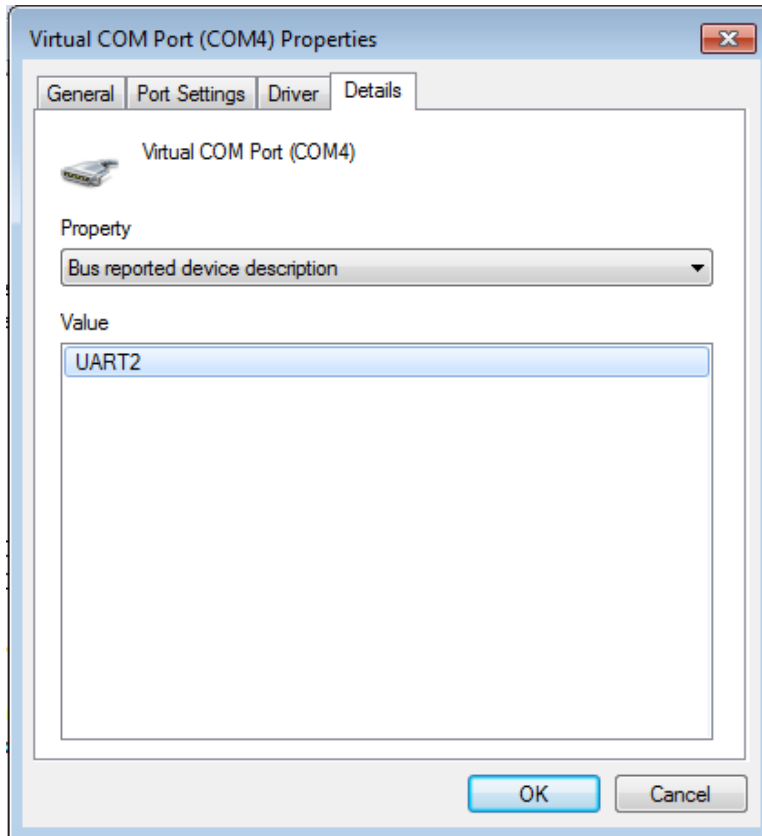 Virtual COM Port (COM4) Properties
General Port Settings Driver Details
Virtual COM Port (COM4)
Property
Bus reported device description
Value
UART2
OK Cancel